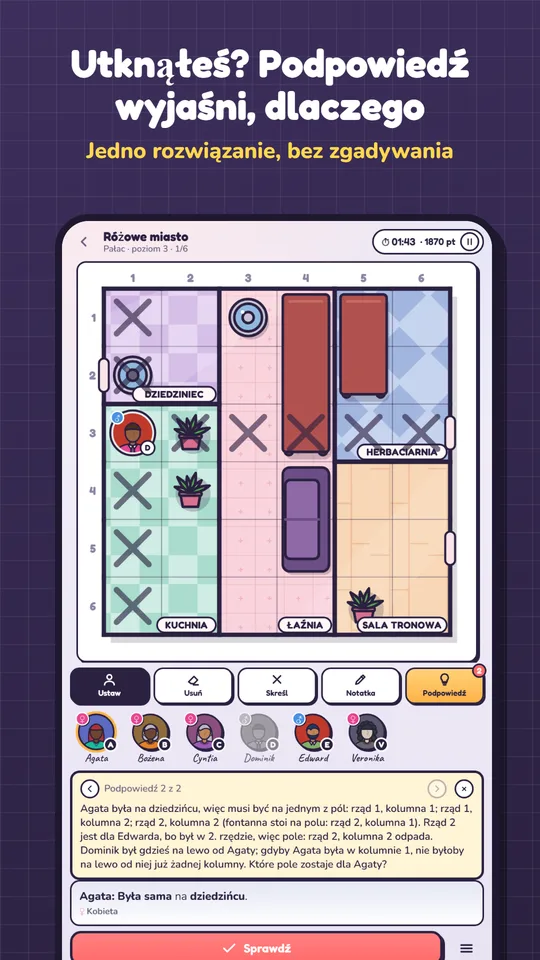 Utknąłeś? Podpowiedź
wyjaśni, dlaczego
Jedno rozwiązanie, bez zgadywania
Różowe miasto
Pałac · poziom 3 · 1/6
01:43 · 1870 pt
1 2 3 4 5 6
1
2
DZIEDZINIEC
3
D
HERBACIARNIA
4
5
6
KUCHNIA
ŁAŹNIA
SALA TRONOWA
Ustaw
Usuń
Skreśl
Notatka
Podpowiedź
2
A
B
C
D
E
V
Agata
Bożena
Cyntia
Dominik
Edward
Veronika
Podpowiedź 2 z 2
Agata była na dziedzińcu, więc musi być na jednym z pól: rząd 1, kolumna 1; rząd 1,
kolumna 2; rząd 2, kolumna 2 (fontanna stoi na polu: rząd 2, kolumna 1). Rząd 2
jest dla Edwarda, bo był w 2. rzędzie, więc pole: rząd 2, kolumna 2 odpada.
Dominik był gdzieś na lewo od Agaty; gdyby Agata była w kolumnie 1, nie byłoby
na lewo od niej już żadnej kolumny. Które pole zostaje dla Agaty?
Agata: Była sama na dziedzińcu.
Kobieta
Sprawdź